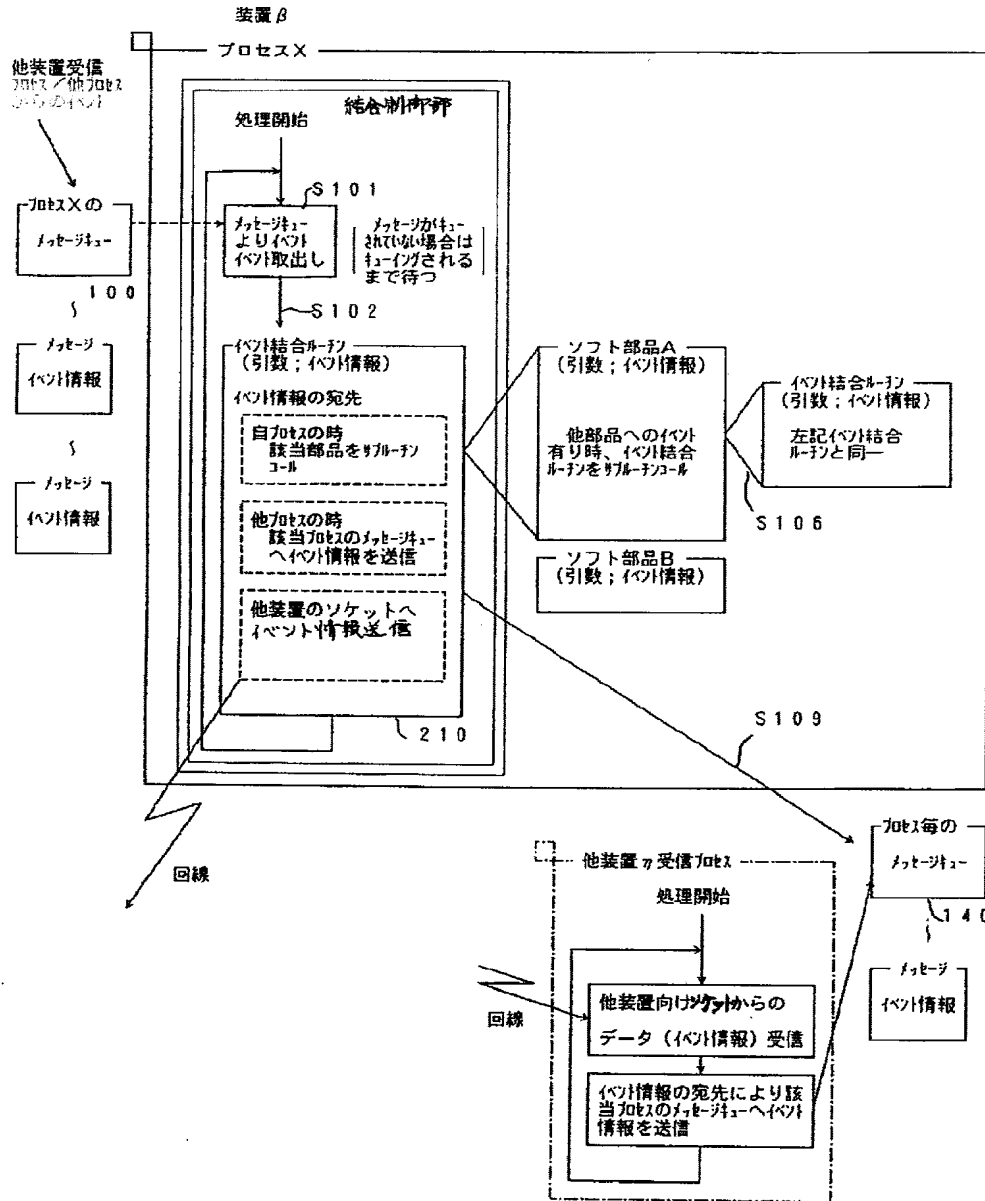 装置β
プロセスX
他装置受信
プロセス/他プロセス
からのイベント
結合制御部
処理開始
S101
プロセスXの
メッセージキュー
100
メッセージキュー
よりイベント
イベント取出し
メッセージがキュー
されていない場合は
キューイングされる
まで待つ
S102
メッセージ
イベント情報
メッセージ
イベント情報
イベント結合ルーチン
(引数;イベント情報)
イベント情報の宛先
自プロセスの時
該当部品をサブルーチン
コール
他プロセスの時
該当プロセスのメッセージキュー
へイベント情報を送信
他装置のソケットへ
イベント情報送信
210
ソフト部品A
(引数;イベント情報)
他部品へのイベント
有り時、イベント結合
ルーチンをサブルーチンコール
イベント結合ルーチン
(引数;イベント情報)
左記イベント結合
ルーチンと同一
S106
ソフト部品B
(引数;イベント情報)
S109
回線
プロセス毎の
メッセージキュー
140
メッセージ
イベント情報
他装置η受信プロセス
処理開始
回線
他装置向けソケットからの
データ(イベント情報)受信
イベント情報の宛先により該
当プロセスのメッセージキューへイベント
情報を送信